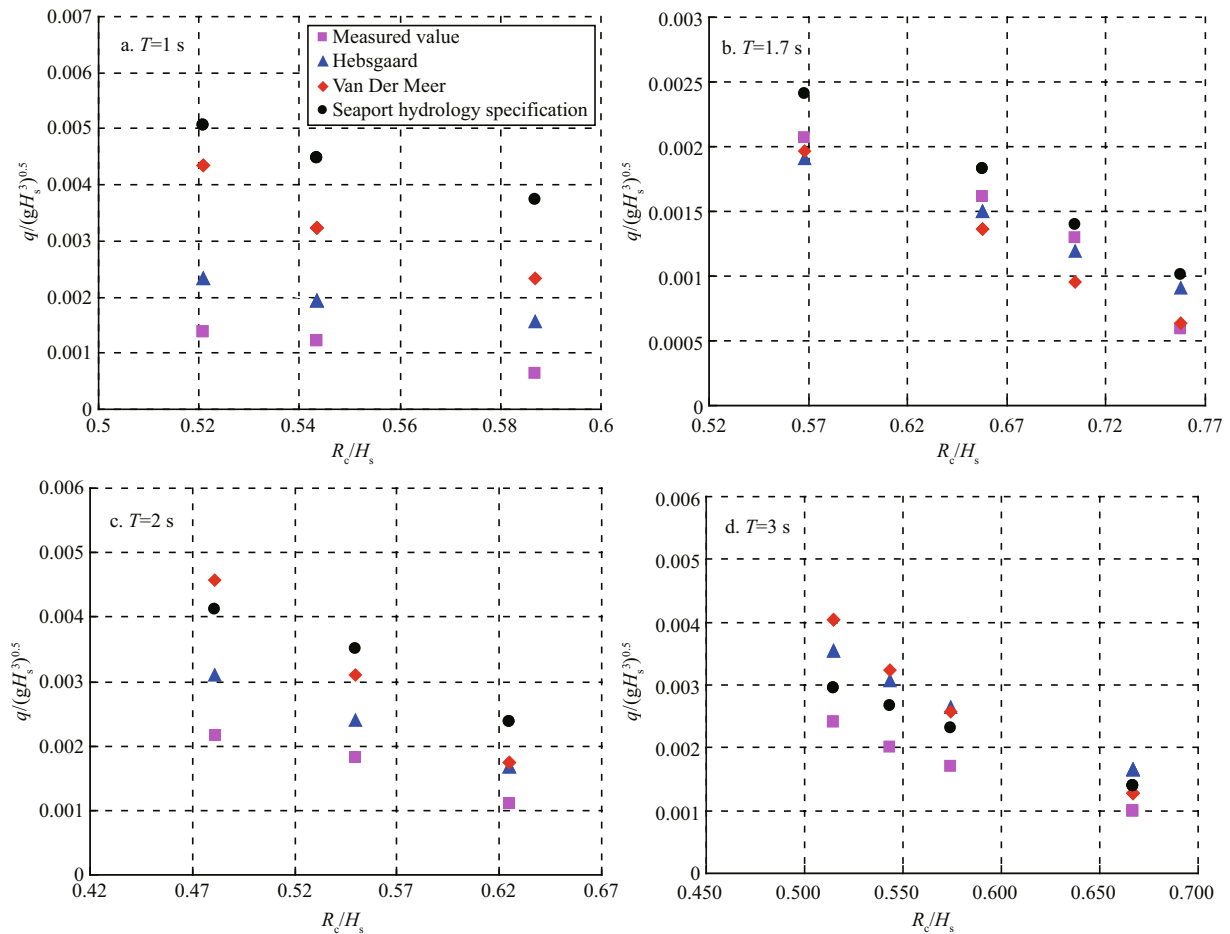 a. T=1 s
Measured value
Hebsgaard
Van Der Meer
Seaport hydrology specification
0.007
0.006
0.005
0.004
0.003
0.002
0.001
0
0.5 0.52 0.54 0.56 0.58 0.6
q/(gH_s^3)^0.5
R_c/H_s
b. T=1.7 s
0.003
0.0025
0.002
0.0015
0.001
0.0005
0
0.52 0.57 0.62 0.67 0.72 0.77
q/(gH_s^3)^0.5
R_c/H_s
c. T=2 s
0.006
0.005
0.004
0.003
0.002
0.001
0
0.42 0.47 0.52 0.57 0.62 0.67
q/(gH_s^3)^0.5
R_c/H_s
d. T=3 s
0.006
0.005
0.004
0.003
0.002
0.001
0
0.450 0.500 0.550 0.600 0.650 0.700
q/(gH_s^3)^0.5
R_c/H_s